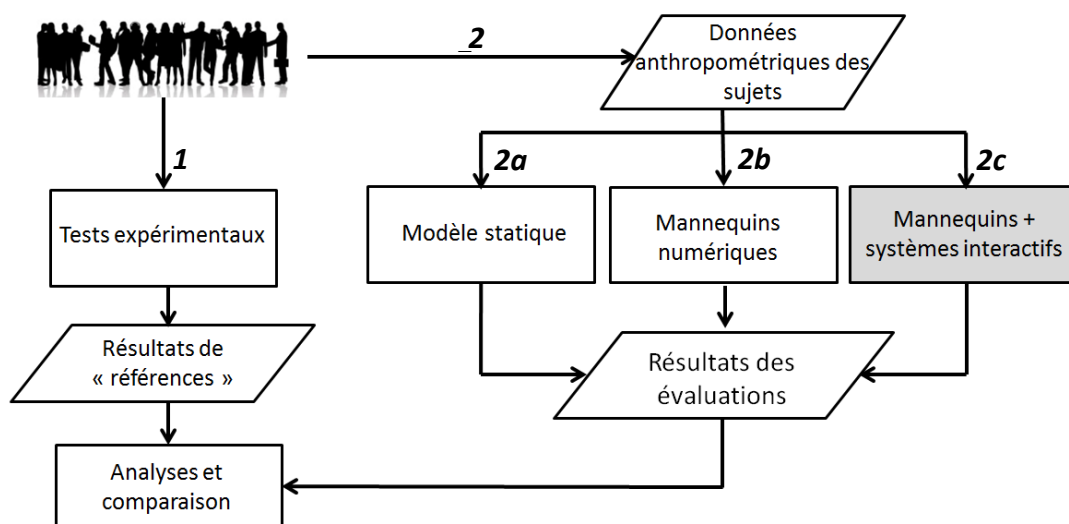 _2
Données
anthropométriques des
sujets
1
2a
2b
2c
Tests expérimentaux
Modèle statique
Mannequins
numériques
Mannequins +
systèmes interactifs
Résultats de
« références »
Résultats des
évaluations
Analyses et
comparaison